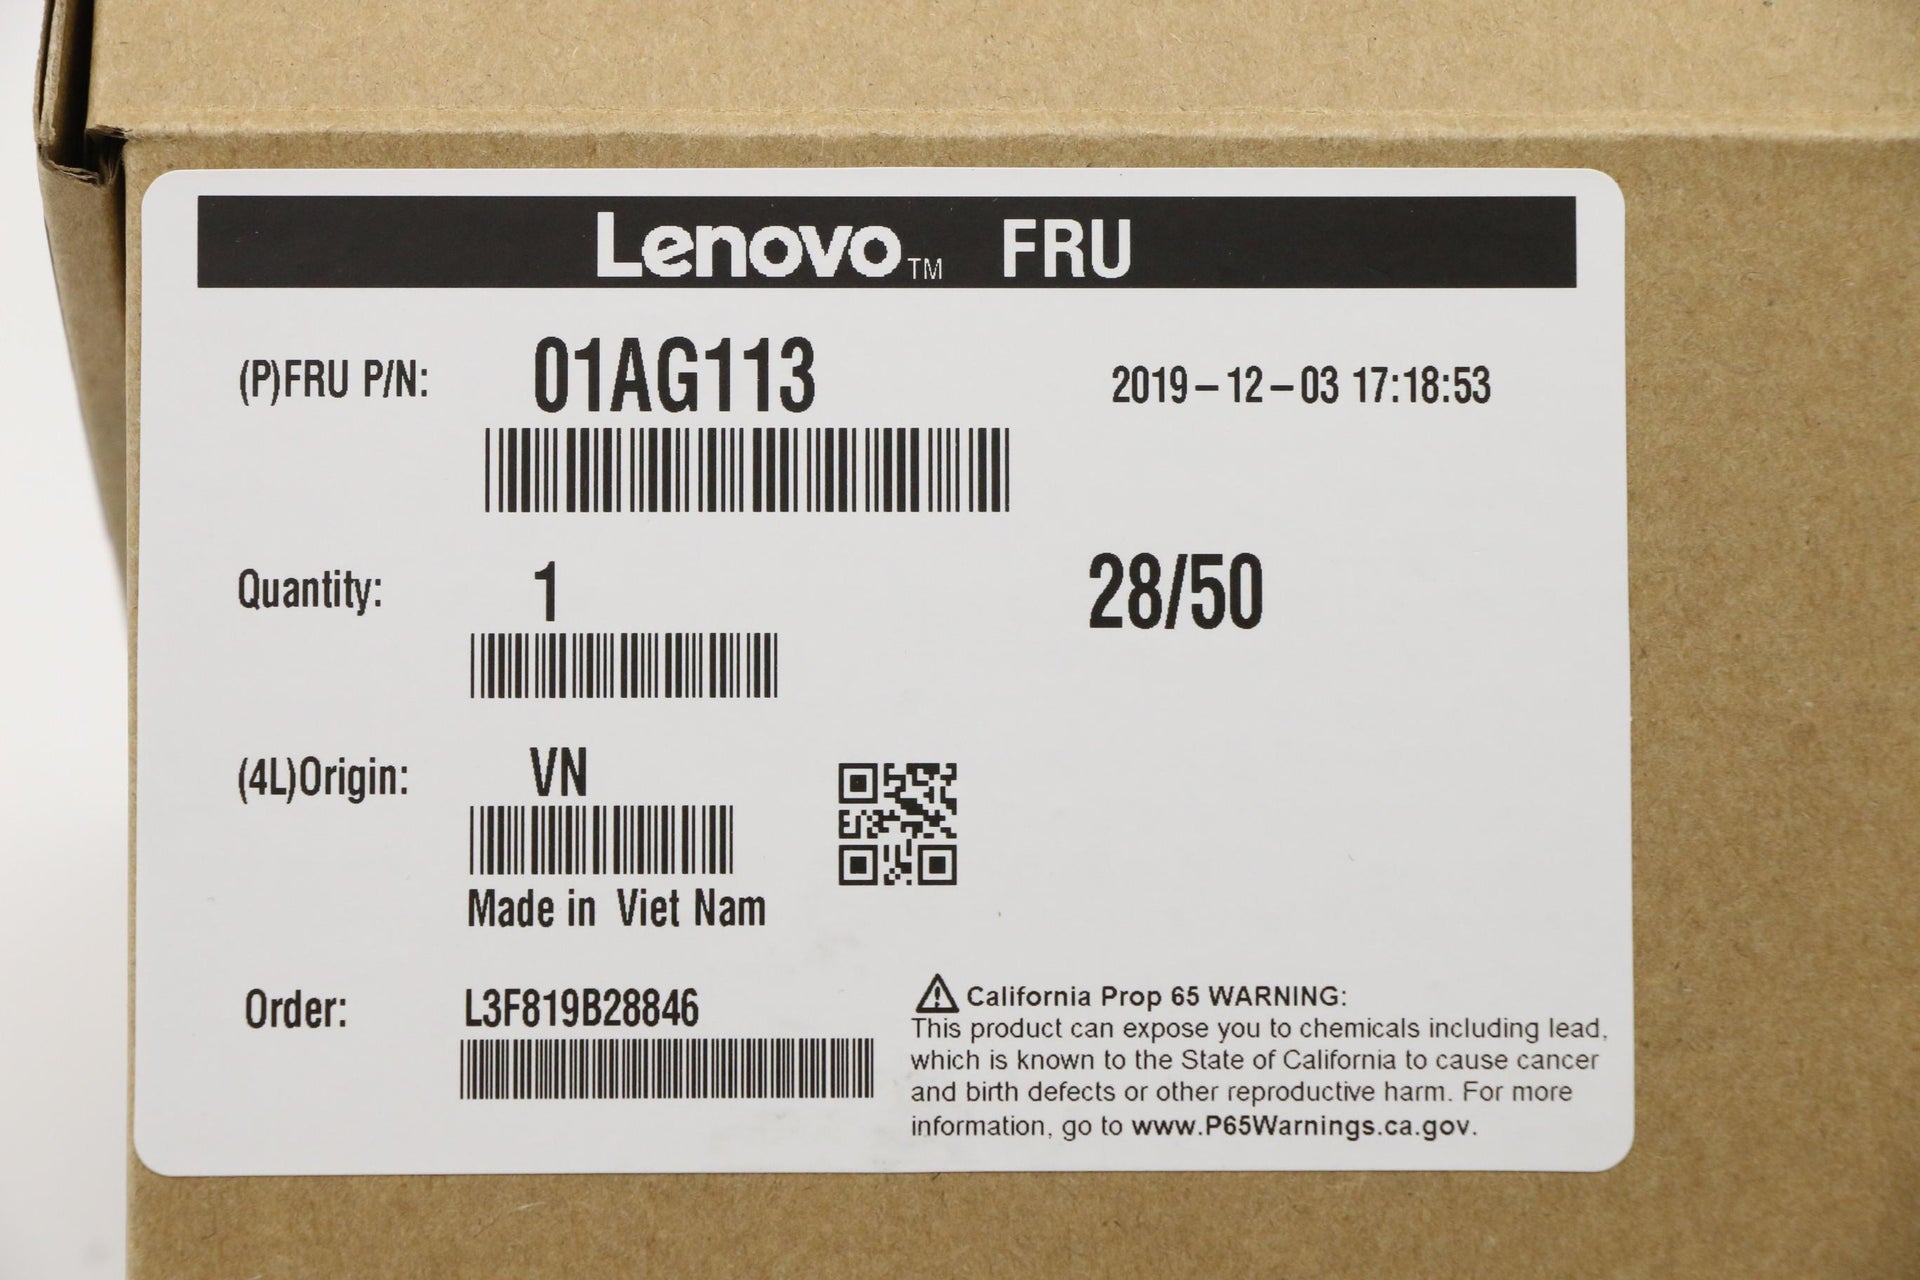 Lenovo™ FRU
(P)FRU P/N: 01AG113 2019-12-03 17:18:53
Quantity: 1 28/50
(4L)Origin: VN
Made in Viet Nam
Order: L3F819B28846
⚠ California Prop 65 WARNING:
This product can expose you to chemicals including lead,
which is known to the State of California to cause cancer
and birth defects or other reproductive harm. For more
information, go to www.P65Warnings.ca.gov.